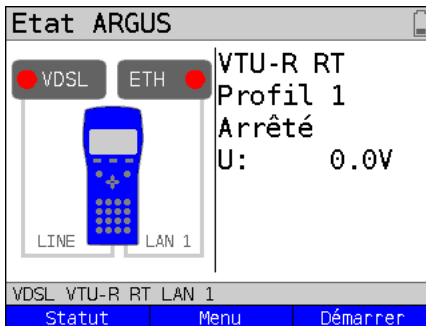 Etat ARGUS
VDSL
ETH
VTU-R RT
Profil 1
Arrêté
U: 0.0V
LINE
LAN 1
VDSL VTU-R RT LAN 1
Statut
Menu
Démarrer